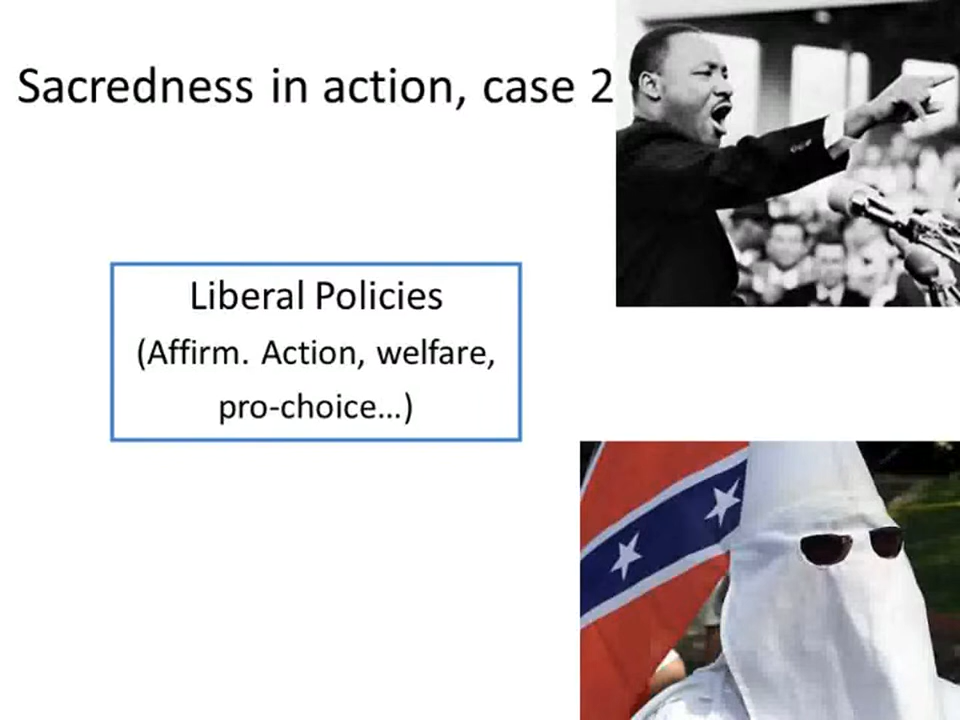 Sacredness in action, case 2
Liberal Policies
(Affirm. Action, welfare,
pro-choice…)